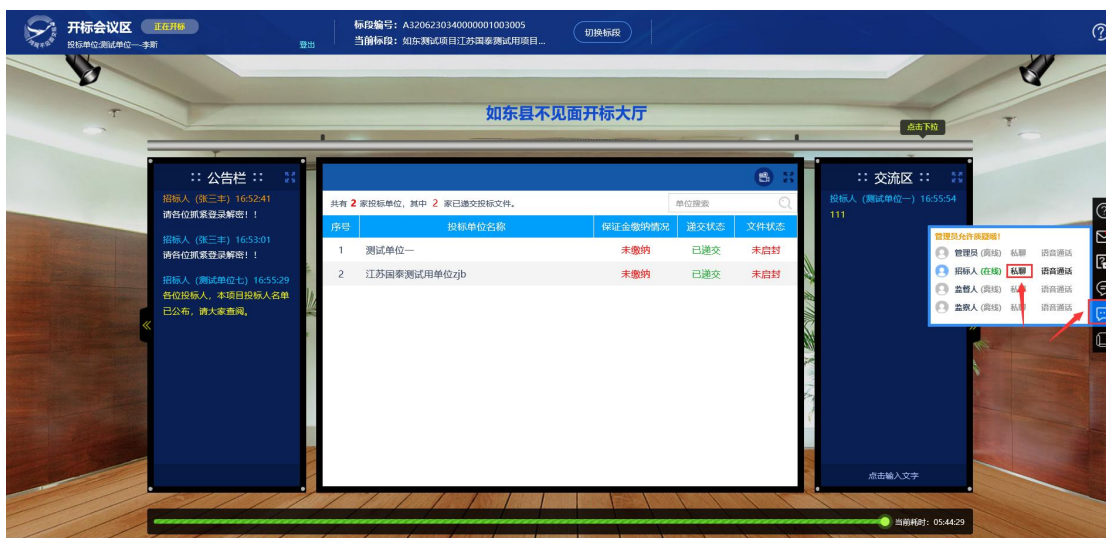 开标会议区 正在开标
投标单位:测试单位一-李斯 登出
标段编号：A3206230340000001003005
当前标段：如东测试项目江苏国泰测试用项目...
切换标段
如东县不见面开标大厅
点击下拉
:: 公告栏 ::
招标人（张三丰）16:52:41
请各位抓紧登录解密！！
招标人（张三丰）16:53:01
请各位抓紧登录解密！！
招标人（测试单位七）16:55:29
各位投标人，本项目投标人名单
已公布，请大家查阅。
共有 2 家投标单位，其中 2 家已递交投标文件。 单位搜索
序号 投标单位名称 保证金缴纳情况 递交状态 文件状态
1 测试单位一 未缴纳 已递交 未启封
2 江苏国泰测试用单位zjb 未缴纳 已递交 未启封
:: 交流区 ::
投标人（测试单位一）16:55:54
111
管理员允许质疑哦!
管理员 (离线) 私聊 语音通话
招标人 (在线) 私聊 语音通话
监督人 (离线) 私聊 语音通话
监察人 (离线) 私聊 语音通话
点击输入文字
当前耗时：05:44:29